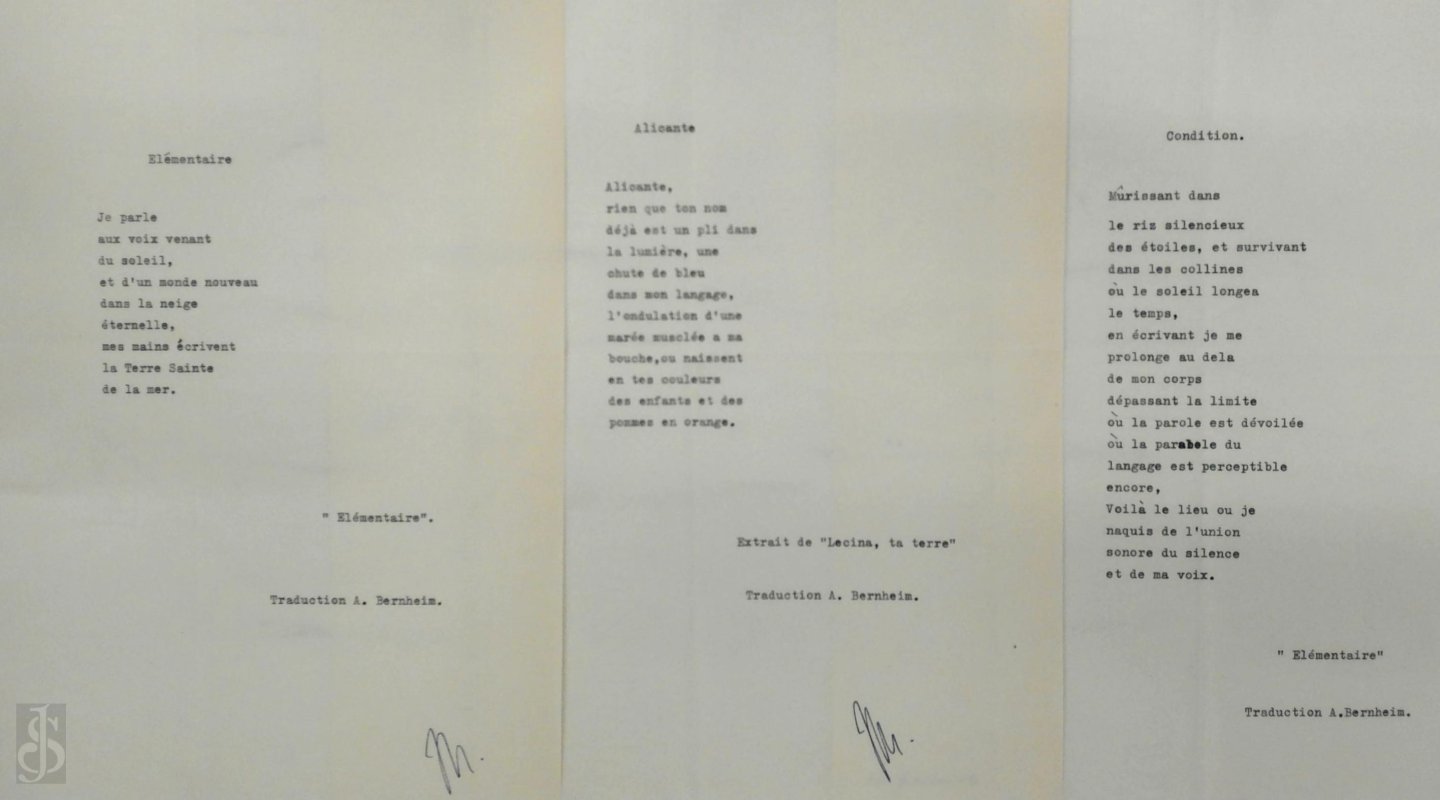 Elémentaire
Je parle
aux voix venant
du soleil,
et d'un monde nouveau
dans la neige
éternelle,
mes mains écrivent
la Terre Sainte
de la mer.
" Elémentaire".
Traduction A. Bernheim.
Alicante
Alicante,
rien que ton nom
déjà est un pli dans
la lumière, une
chute de bleu
dans mon langage,
l'ondulation d'une
marée musclée a ma
bouche,ou naissent
en tes couleurs
des enfants et des
pommes en orange.
Extrait de "Lecina, ta terre"
Traduction A. Bernheim.
Condition.
Mûrissant dans
le riz silencieux
des étoiles, et survivant
dans les collines
où le soleil longea
le temps,
en écrivant je me
prolonge au dela
de mon corps
dépassant la limite
où la parole est dévoilée
où la parabole du
langage est perceptible
encore,
Voilà le lieu ou je
naquis de l'union
sonore du silence
et de ma voix.
" Elémentaire"
Traduction A.Bernheim.